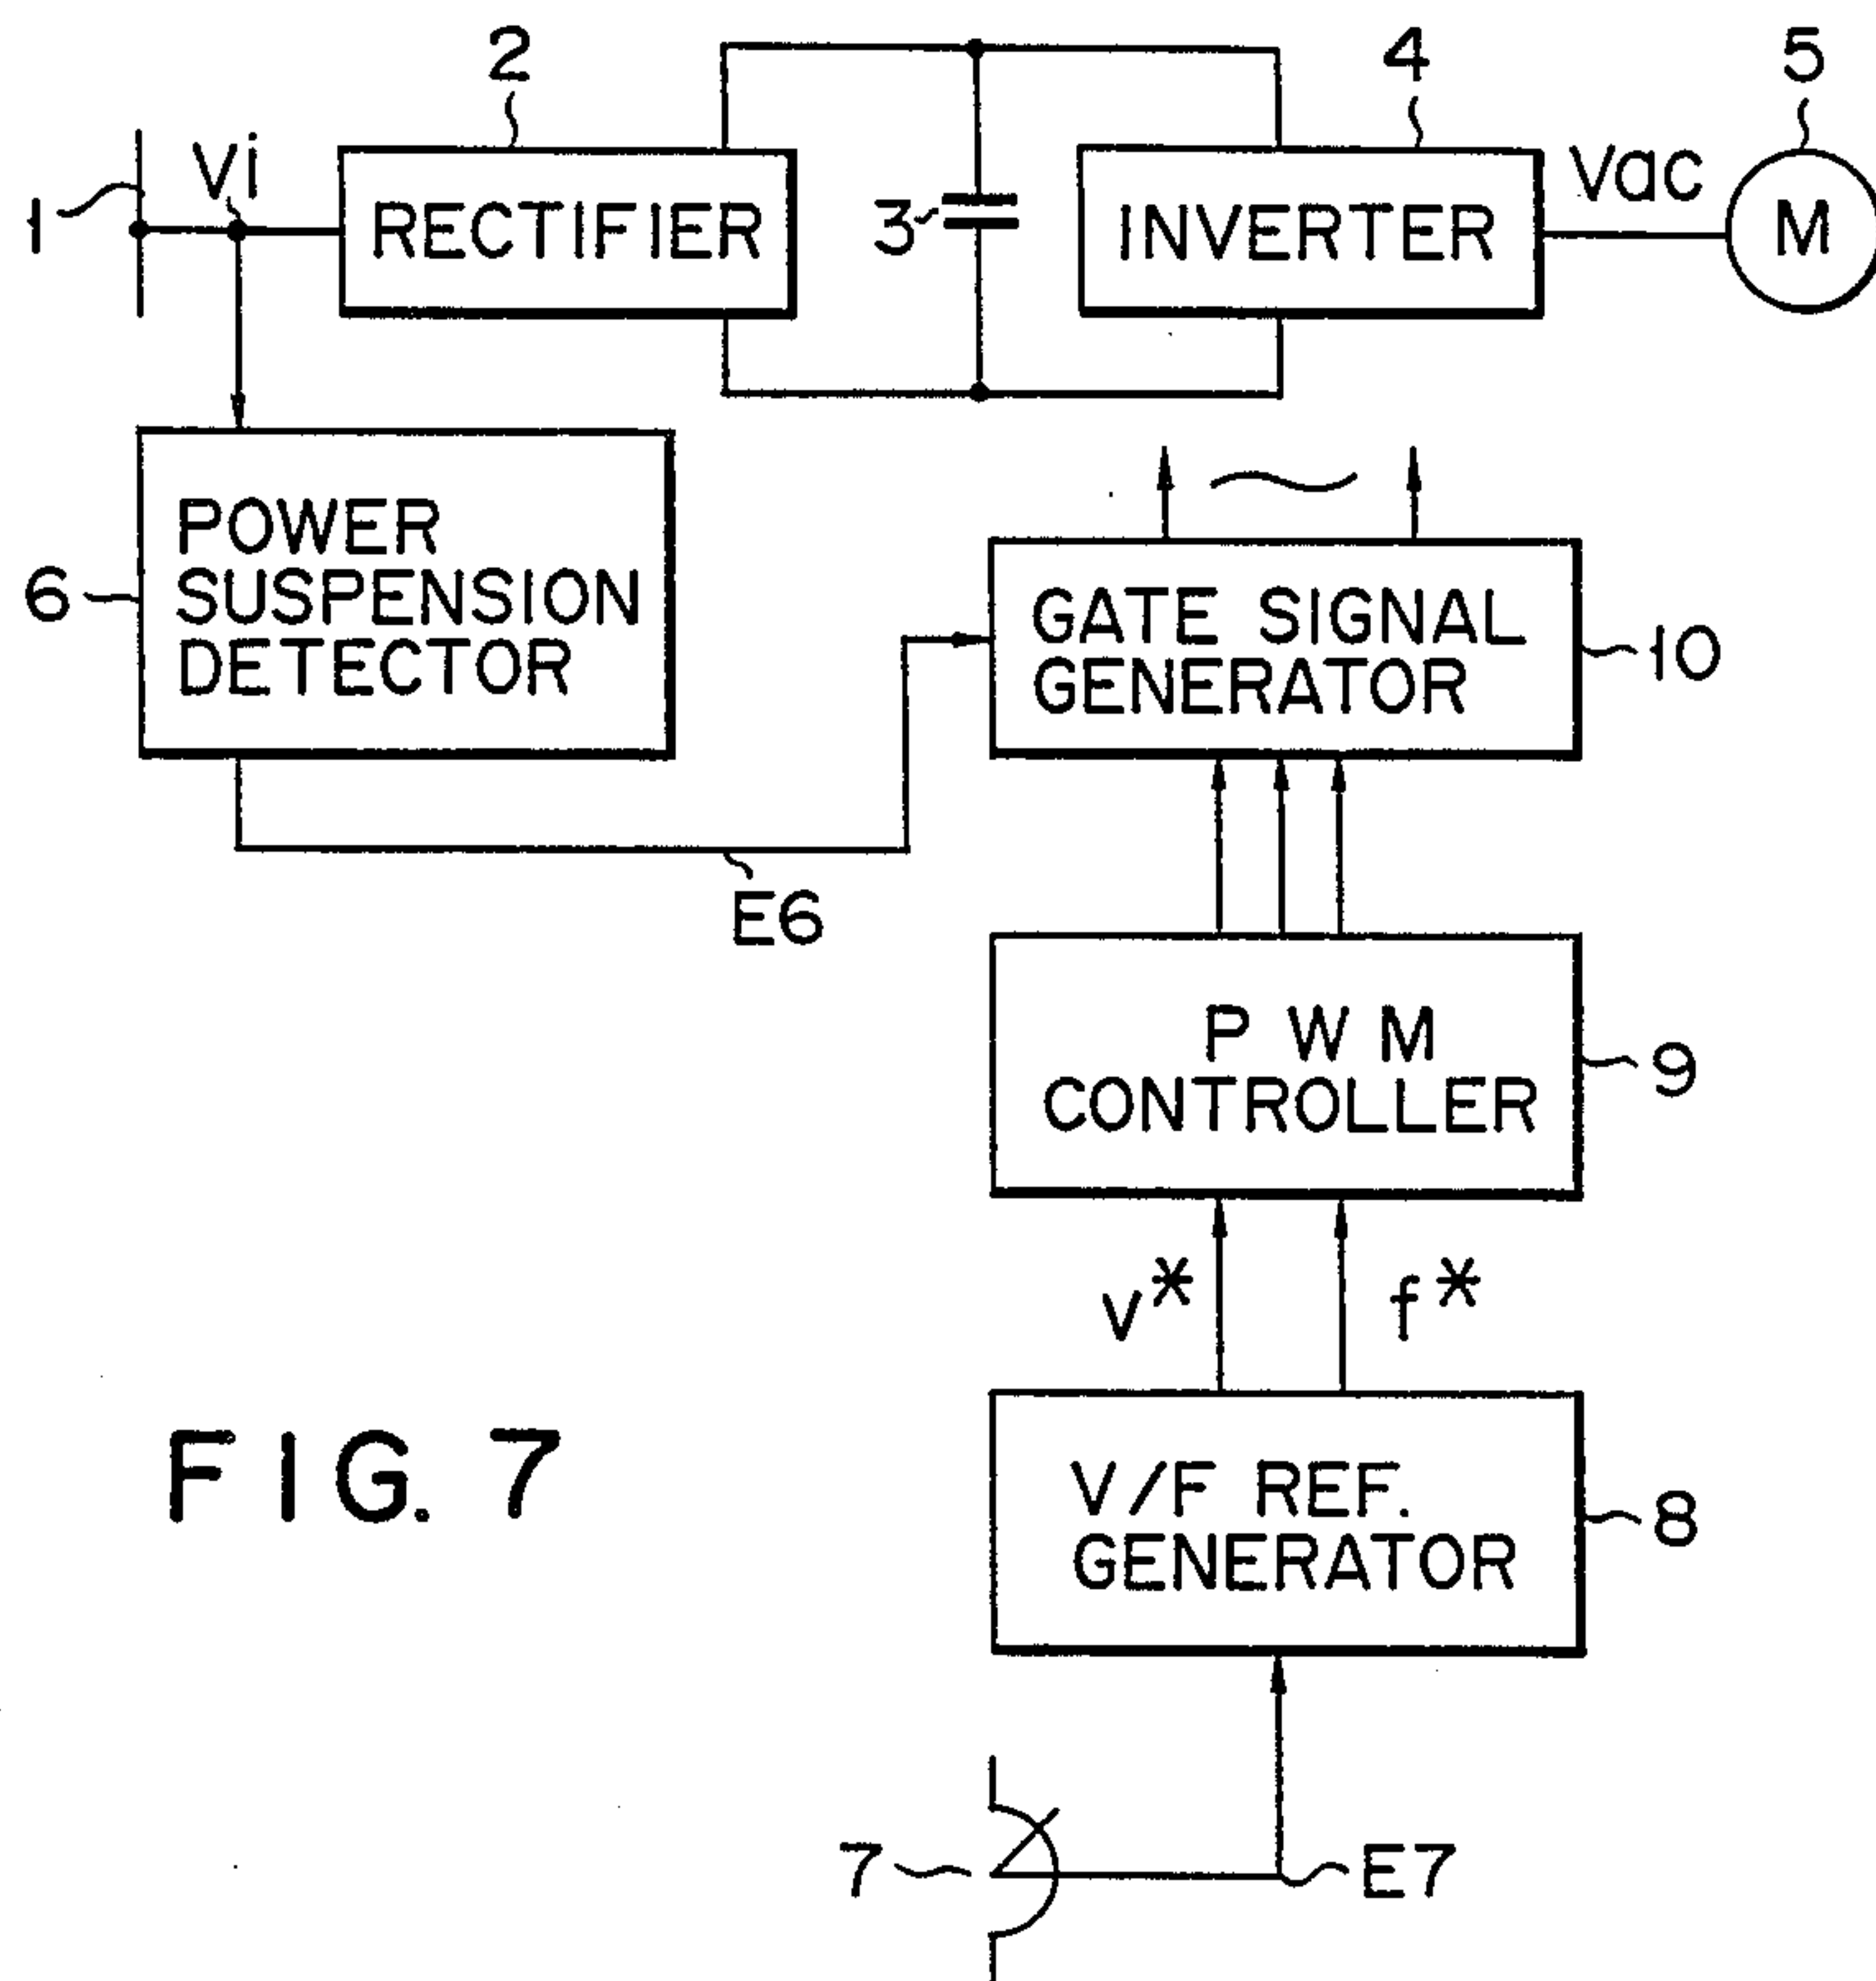 2
4
5
1
Vi
RECTIFIER
3
INVERTER
Vac
M
6
POWER
SUSPENSION
DETECTOR
GATE SIGNAL
GENERATOR
10
E6
P W M
CONTROLLER
9
v*
f*
FIG. 7
V/F REF.
GENERATOR
8
7
E7